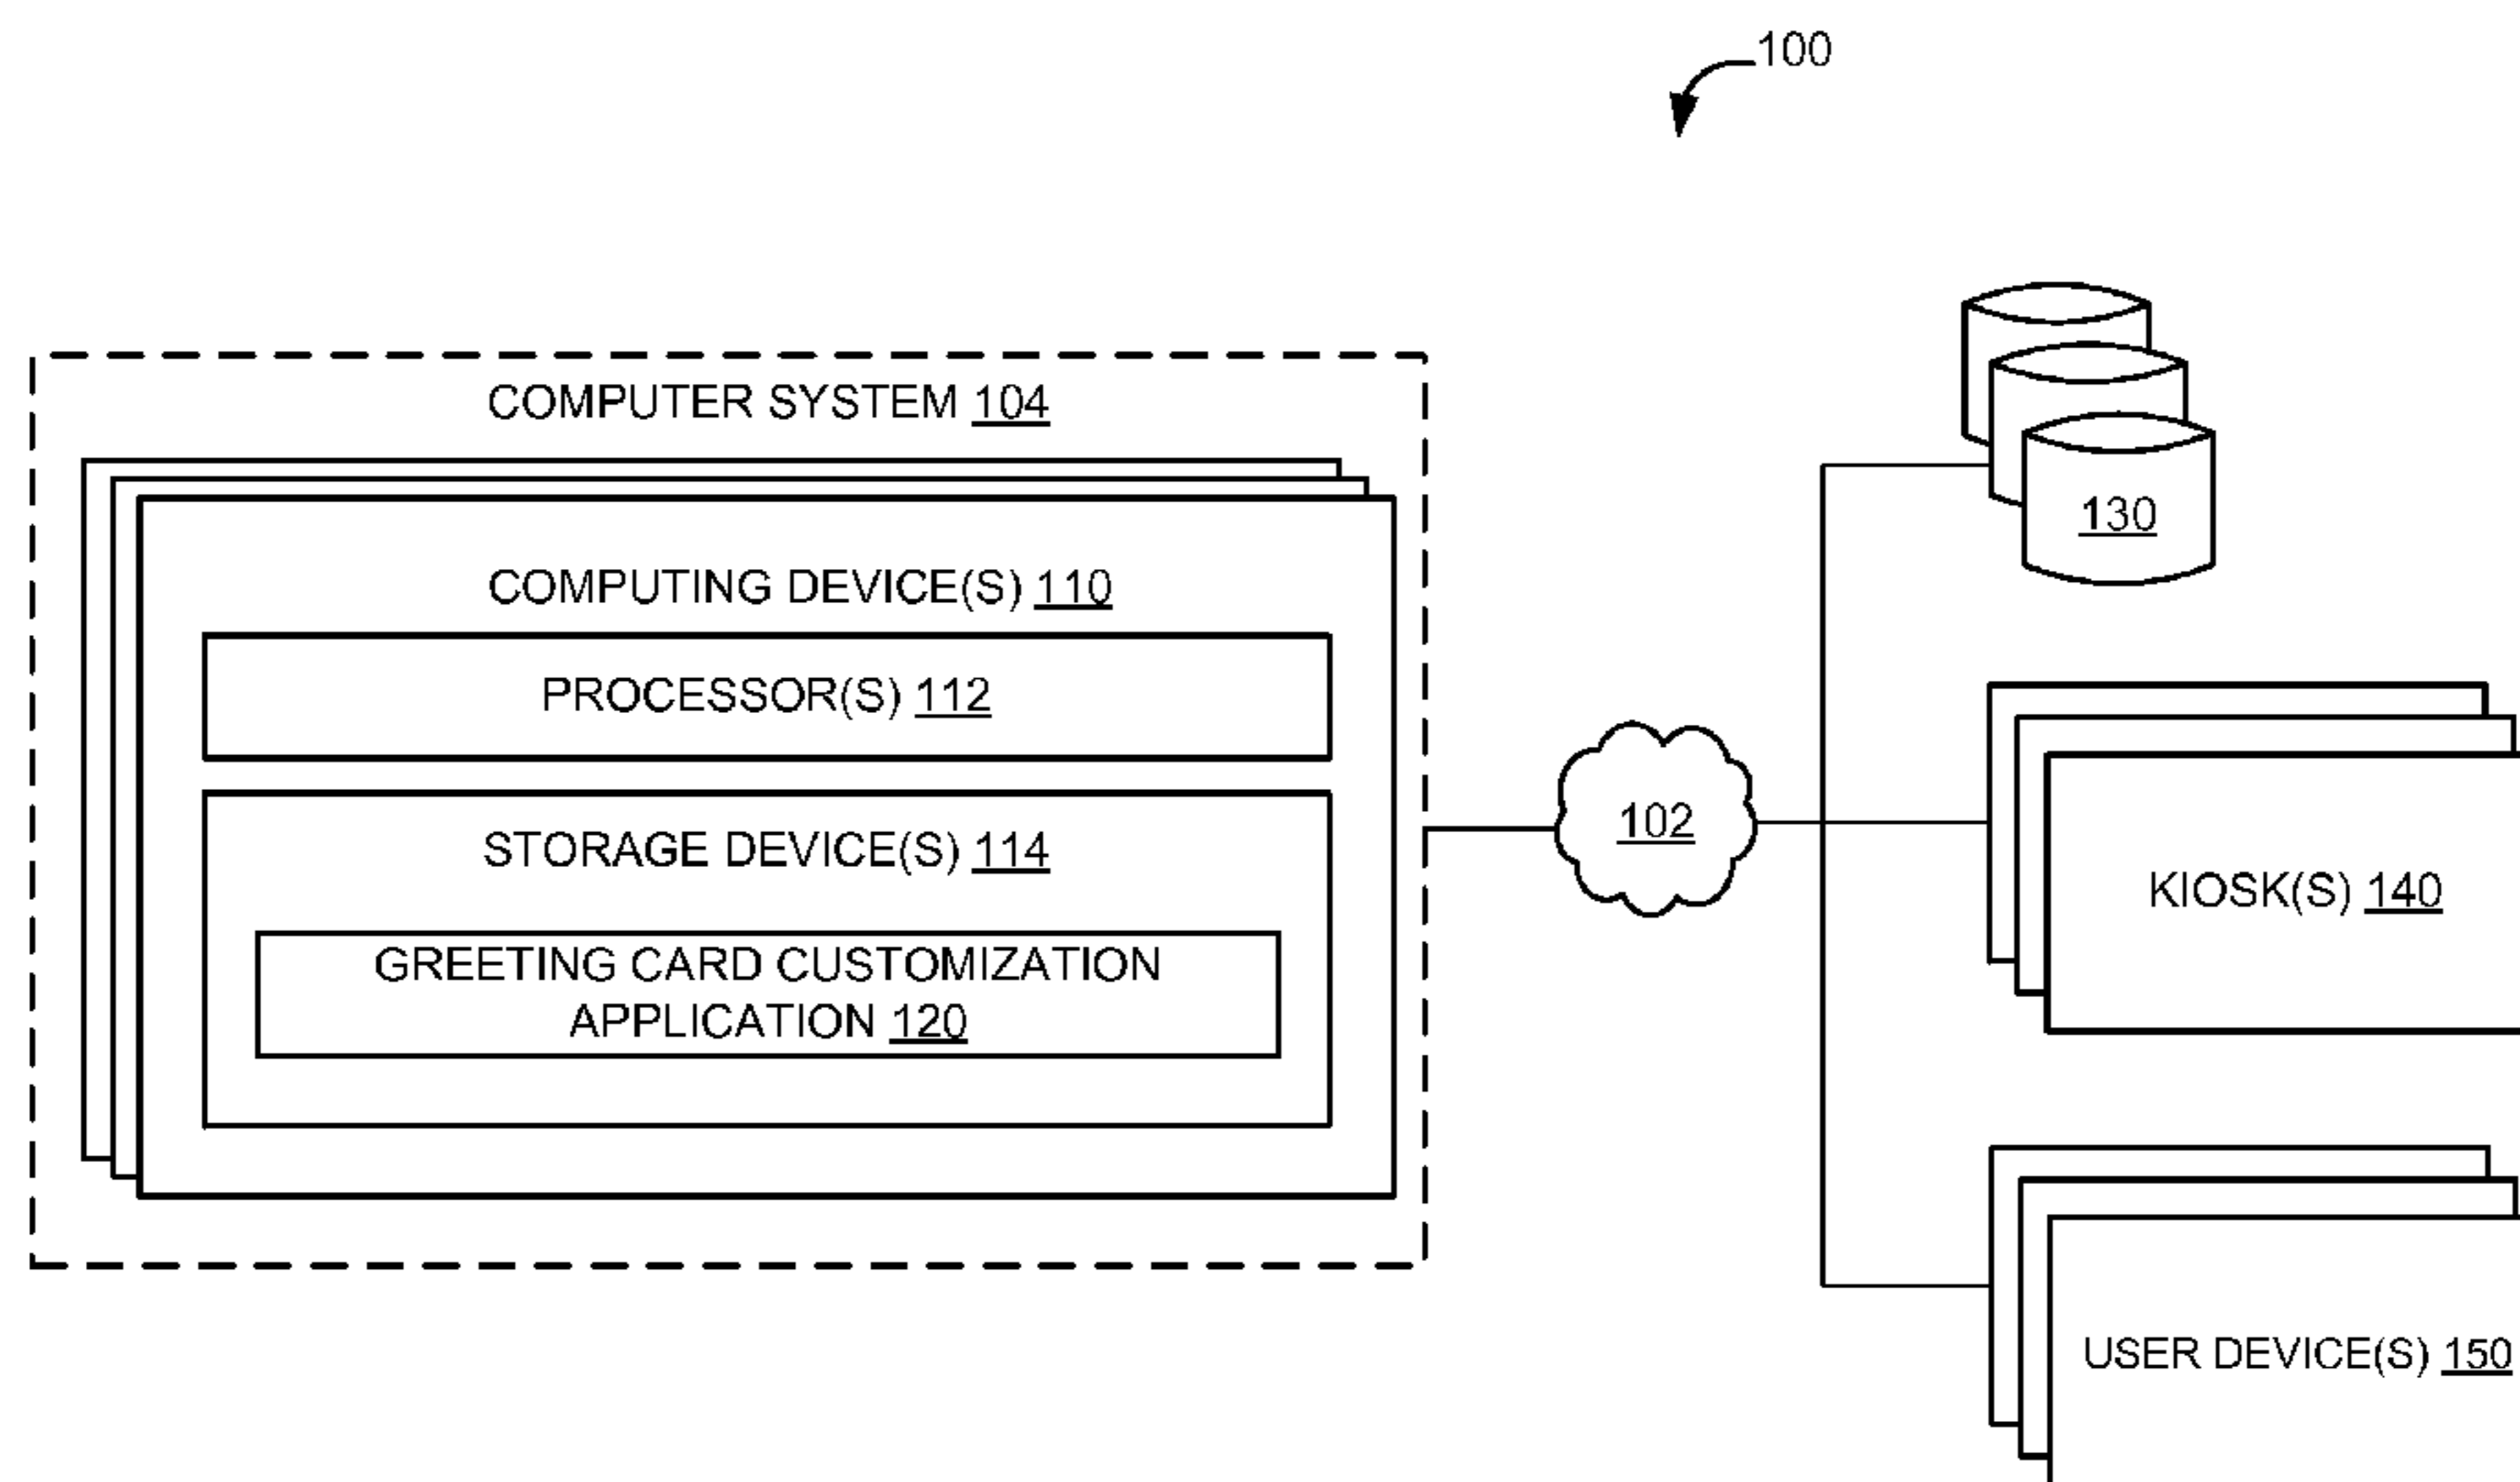 100
COMPUTER SYSTEM 104
COMPUTING DEVICE(S) 110
PROCESSOR(S) 112
STORAGE DEVICE(S) 114
GREETING CARD CUSTOMIZATION
APPLICATION 120
102
130
KIOSK(S) 140
USER DEVICE(S) 150